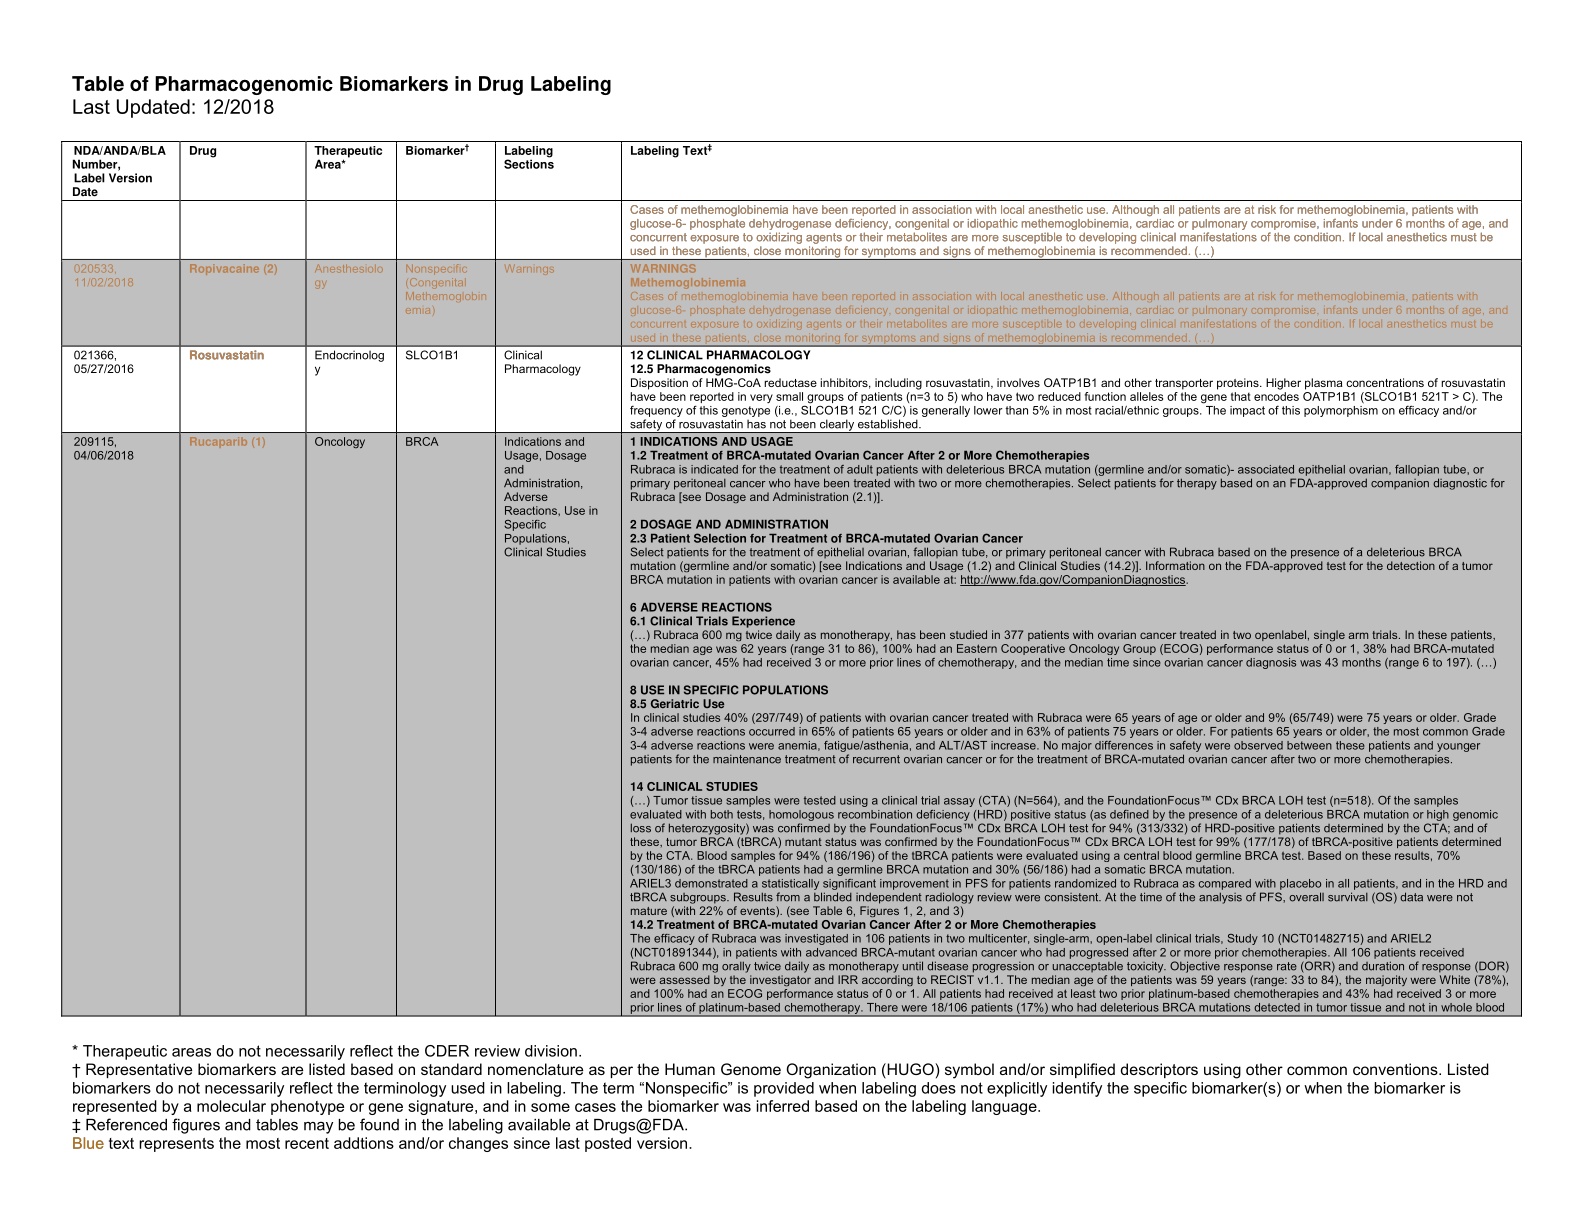 Table of Pharmacogenomic Biomarkers in Drug Labeling
Last Updated: 12/2018
NDA/ANDA/BLA
Number,
Label Version
Date
Drug
Therapeutic
Area*
Biomarker†
Labeling
Sections
Labeling Text‡
Cases of methemoglobinemia have been reported in association with local anesthetic use. Although all patients are at risk for methemoglobinemia, patients with
glucose-6- phosphate dehydrogenase deficiency, congenital or idiopathic methemoglobinemia, cardiac or pulmonary compromise, infants under 6 months of age, and
concurrent exposure to oxidizing agents or their metabolites are more susceptible to developing clinical manifestations of the condition. If local anesthetics must be
used in these patients, close monitoring for symptoms and signs of methemoglobinemia is recommended. (…)
020533,
11/02/2018
Ropivacaine (2)
Anesthesiolo
gy
Nonspecific
(Congenital
Methemoglobin
emia)
Warnings
WARNINGS
Methemoglobinemia
Cases of methemoglobinemia have been reported in association with local anesthetic use. Although all patients are at risk for methemoglobinemia, patients with
glucose-6- phosphate dehydrogenase deficiency, congenital or idiopathic methemoglobinemia, cardiac or pulmonary compromise, infants under 6 months of age, and
concurrent exposure to oxidizing agents or their metabolites are more susceptible to developing clinical manifestations of the condition. If local anesthetics must be
used in these patients, close monitoring for symptoms and signs of methemoglobinemia is recommended. (…)
021366,
05/27/2016
Rosuvastatin
Endocrinolog
y
SLCO1B1
Clinical
Pharmacology
12 CLINICAL PHARMACOLOGY
12.5 Pharmacogenomics
Disposition of HMG-CoA reductase inhibitors, including rosuvastatin, involves OATP1B1 and other transporter proteins. Higher plasma concentrations of rosuvastatin
have been reported in very small groups of patients (n=3 to 5) who have two reduced function alleles of the gene that encodes OATP1B1 (SLCO1B1 521T > C). The
frequency of this genotype (i.e., SLCO1B1 521 C/C) is generally lower than 5% in most racial/ethnic groups. The impact of this polymorphism on efficacy and/or
safety of rosuvastatin has not been clearly established.
209115,
04/06/2018
Rucaparib (1)
Oncology
BRCA
Indications and
Usage, Dosage
and
Administration,
Adverse
Reactions, Use in
Specific
Populations,
Clinical Studies
1 INDICATIONS AND USAGE
1.2 Treatment of BRCA-mutated Ovarian Cancer After 2 or More Chemotherapies
Rubraca is indicated for the treatment of adult patients with deleterious BRCA mutation (germline and/or somatic)- associated epithelial ovarian, fallopian tube, or
primary peritoneal cancer who have been treated with two or more chemotherapies. Select patients for therapy based on an FDA-approved companion diagnostic for
Rubraca [see Dosage and Administration (2.1)].
2 DOSAGE AND ADMINISTRATION
2.3 Patient Selection for Treatment of BRCA-mutated Ovarian Cancer
Select patients for the treatment of epithelial ovarian, fallopian tube, or primary peritoneal cancer with Rubraca based on the presence of a deleterious BRCA
mutation (germline and/or somatic) [see Indications and Usage (1.2) and Clinical Studies (14.2)]. Information on the FDA-approved test for the detection of a tumor
BRCA mutation in patients with ovarian cancer is available at: http://www.fda.gov/CompanionDiagnostics.
6 ADVERSE REACTIONS
6.1 Clinical Trials Experience
(…) Rubraca 600 mg twice daily as monotherapy, has been studied in 377 patients with ovarian cancer treated in two openlabel, single arm trials. In these patients,
the median age was 62 years (range 31 to 86), 100% had an Eastern Cooperative Oncology Group (ECOG) performance status of 0 or 1, 38% had BRCA-mutated
ovarian cancer, 45% had received 3 or more prior lines of chemotherapy, and the median time since ovarian cancer diagnosis was 43 months (range 6 to 197). (…)
8 USE IN SPECIFIC POPULATIONS
8.5 Geriatric Use
In clinical studies 40% (297/749) of patients with ovarian cancer treated with Rubraca were 65 years of age or older and 9% (65/749) were 75 years or older. Grade
3-4 adverse reactions occurred in 65% of patients 65 years or older and in 63% of patients 75 years or older. For patients 65 years or older, the most common Grade
3-4 adverse reactions were anemia, fatigue/asthenia, and ALT/AST increase. No major differences in safety were observed between these patients and younger
patients for the maintenance treatment of recurrent ovarian cancer or for the treatment of BRCA-mutated ovarian cancer after two or more chemotherapies.
14 CLINICAL STUDIES
(…) Tumor tissue samples were tested using a clinical trial assay (CTA) (N=564), and the FoundationFocus™ CDx BRCA LOH test (n=518). Of the samples
evaluated with both tests, homologous recombination deficiency (HRD) positive status (as defined by the presence of a deleterious BRCA mutation or high genomic
loss of heterozygosity) was confirmed by the FoundationFocus™ CDx BRCA LOH test for 94% (313/332) of HRD-positive patients determined by the CTA; and of
these, tumor BRCA (tBRCA) mutant status was confirmed by the FoundationFocus™ CDx BRCA LOH test for 99% (177/178) of tBRCA-positive patients determined
by the CTA. Blood samples for 94% (186/196) of the tBRCA patients were evaluated using a central blood germline BRCA test. Based on these results, 70%
(130/186) of the tBRCA patients had a germline BRCA mutation and 30% (56/186) had a somatic BRCA mutation.
ARIEL3 demonstrated a statistically significant improvement in PFS for patients randomized to Rubraca as compared with placebo in all patients, and in the HRD and
tBRCA subgroups. Results from a blinded independent radiology review were consistent. At the time of the analysis of PFS, overall survival (OS) data were not
mature (with 22% of events). (see Table 6, Figures 1, 2, and 3)
14.2 Treatment of BRCA-mutated Ovarian Cancer After 2 or More Chemotherapies
The efficacy of Rubraca was investigated in 106 patients in two multicenter, single-arm, open-label clinical trials, Study 10 (NCT01482715) and ARIEL2
(NCT01891344), in patients with advanced BRCA-mutant ovarian cancer who had progressed after 2 or more prior chemotherapies. All 106 patients received
Rubraca 600 mg orally twice daily as monotherapy until disease progression or unacceptable toxicity. Objective response rate (ORR) and duration of response (DOR)
were assessed by the investigator and IRR according to RECIST v1.1. The median age of the patients was 59 years (range: 33 to 84), the majority were White (78%),
and 100% had an ECOG performance status of 0 or 1. All patients had received at least two prior platinum-based chemotherapies and 43% had received 3 or more
prior lines of platinum-based chemotherapy. There were 18/106 patients (17%) who had deleterious BRCA mutations detected in tumor tissue and not in whole blood
* Therapeutic areas do not necessarily reflect the CDER review division.
† Representative biomarkers are listed based on standard nomenclature as per the Human Genome Organization (HUGO) symbol and/or simplified descriptors using other common conventions. Listed
biomarkers do not necessarily reflect the terminology used in labeling. The term “Nonspecific” is provided when labeling does not explicitly identify the specific biomarker(s) or when the biomarker is
represented by a molecular phenotype or gene signature, and in some cases the biomarker was inferred based on the labeling language.
‡ Referenced figures and tables may be found in the labeling available at Drugs@FDA.
Blue text represents the most recent addtions and/or changes since last posted version.